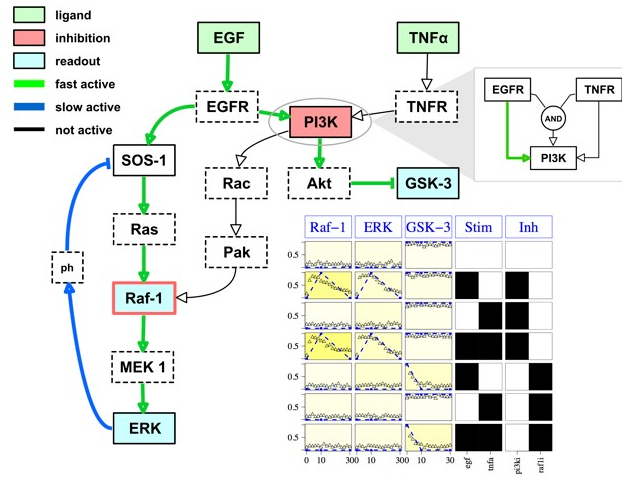 ligand
inhibition
readout
fast active
slow active
not active
EGF
TNFα
EGFR
PI3K
TNFR
SOS-1
Rac
Akt
GSK-3
Ras
Pak
ph
Raf-1
MEK 1
ERK
EGFR
TNFR
AND
PI3K
Raf−1 ERK GSK−3 Stim Inh
0.5
0.5
0.5
0.5
0.5
0.5
0.5
0 10 30 0 10 30 0 10 30
egf
tnfa
pi3ki
raf1i